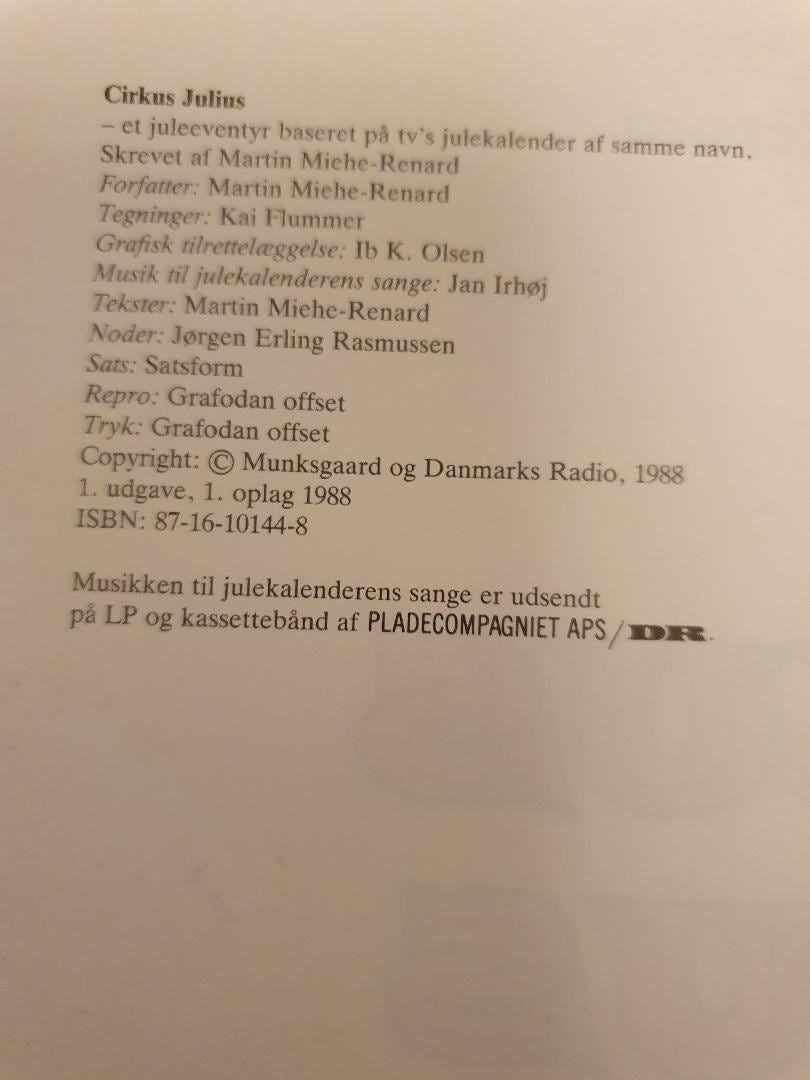 Cirkus Julius
– et juleeventyr baseret på tv's julekalender af samme navn.
Skrevet af Martin Miehe-Renard
Forfatter: Martin Miehe-Renard
Tegninger: Kai Flummer
Grafisk tilrettelæggelse: Ib K. Olsen
Musik til julekalenderens sange: Jan Irhøj
Tekster: Martin Miehe-Renard
Noder: Jørgen Erling Rasmussen
Sats: Satsform
Repro: Grafodan offset
Tryk: Grafodan offset
Copyright: © Munksgaard og Danmarks Radio, 1988
1. udgave, 1. oplag 1988
ISBN: 87-16-10144-8
Musikken til julekalenderens sange er udsendt
på LP og kassettebånd af PLADECOMPAGNIET APS/DR.